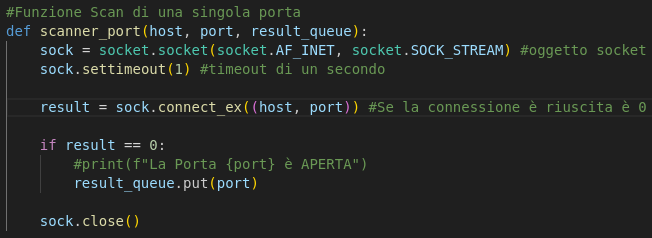 #Funzione Scan di una singola porta
def scanner_port(host, port, result_queue):
    sock = socket.socket(socket.AF_INET, socket.SOCK_STREAM) #oggetto socket
    sock.settimeout(1) #timeout di un secondo

    result = sock.connect_ex((host, port)) #Se la connessione è riuscita è 0

    if result == 0:
        #print(f"La Porta {port} è APERTA")
        result_queue.put(port)

    sock.close()